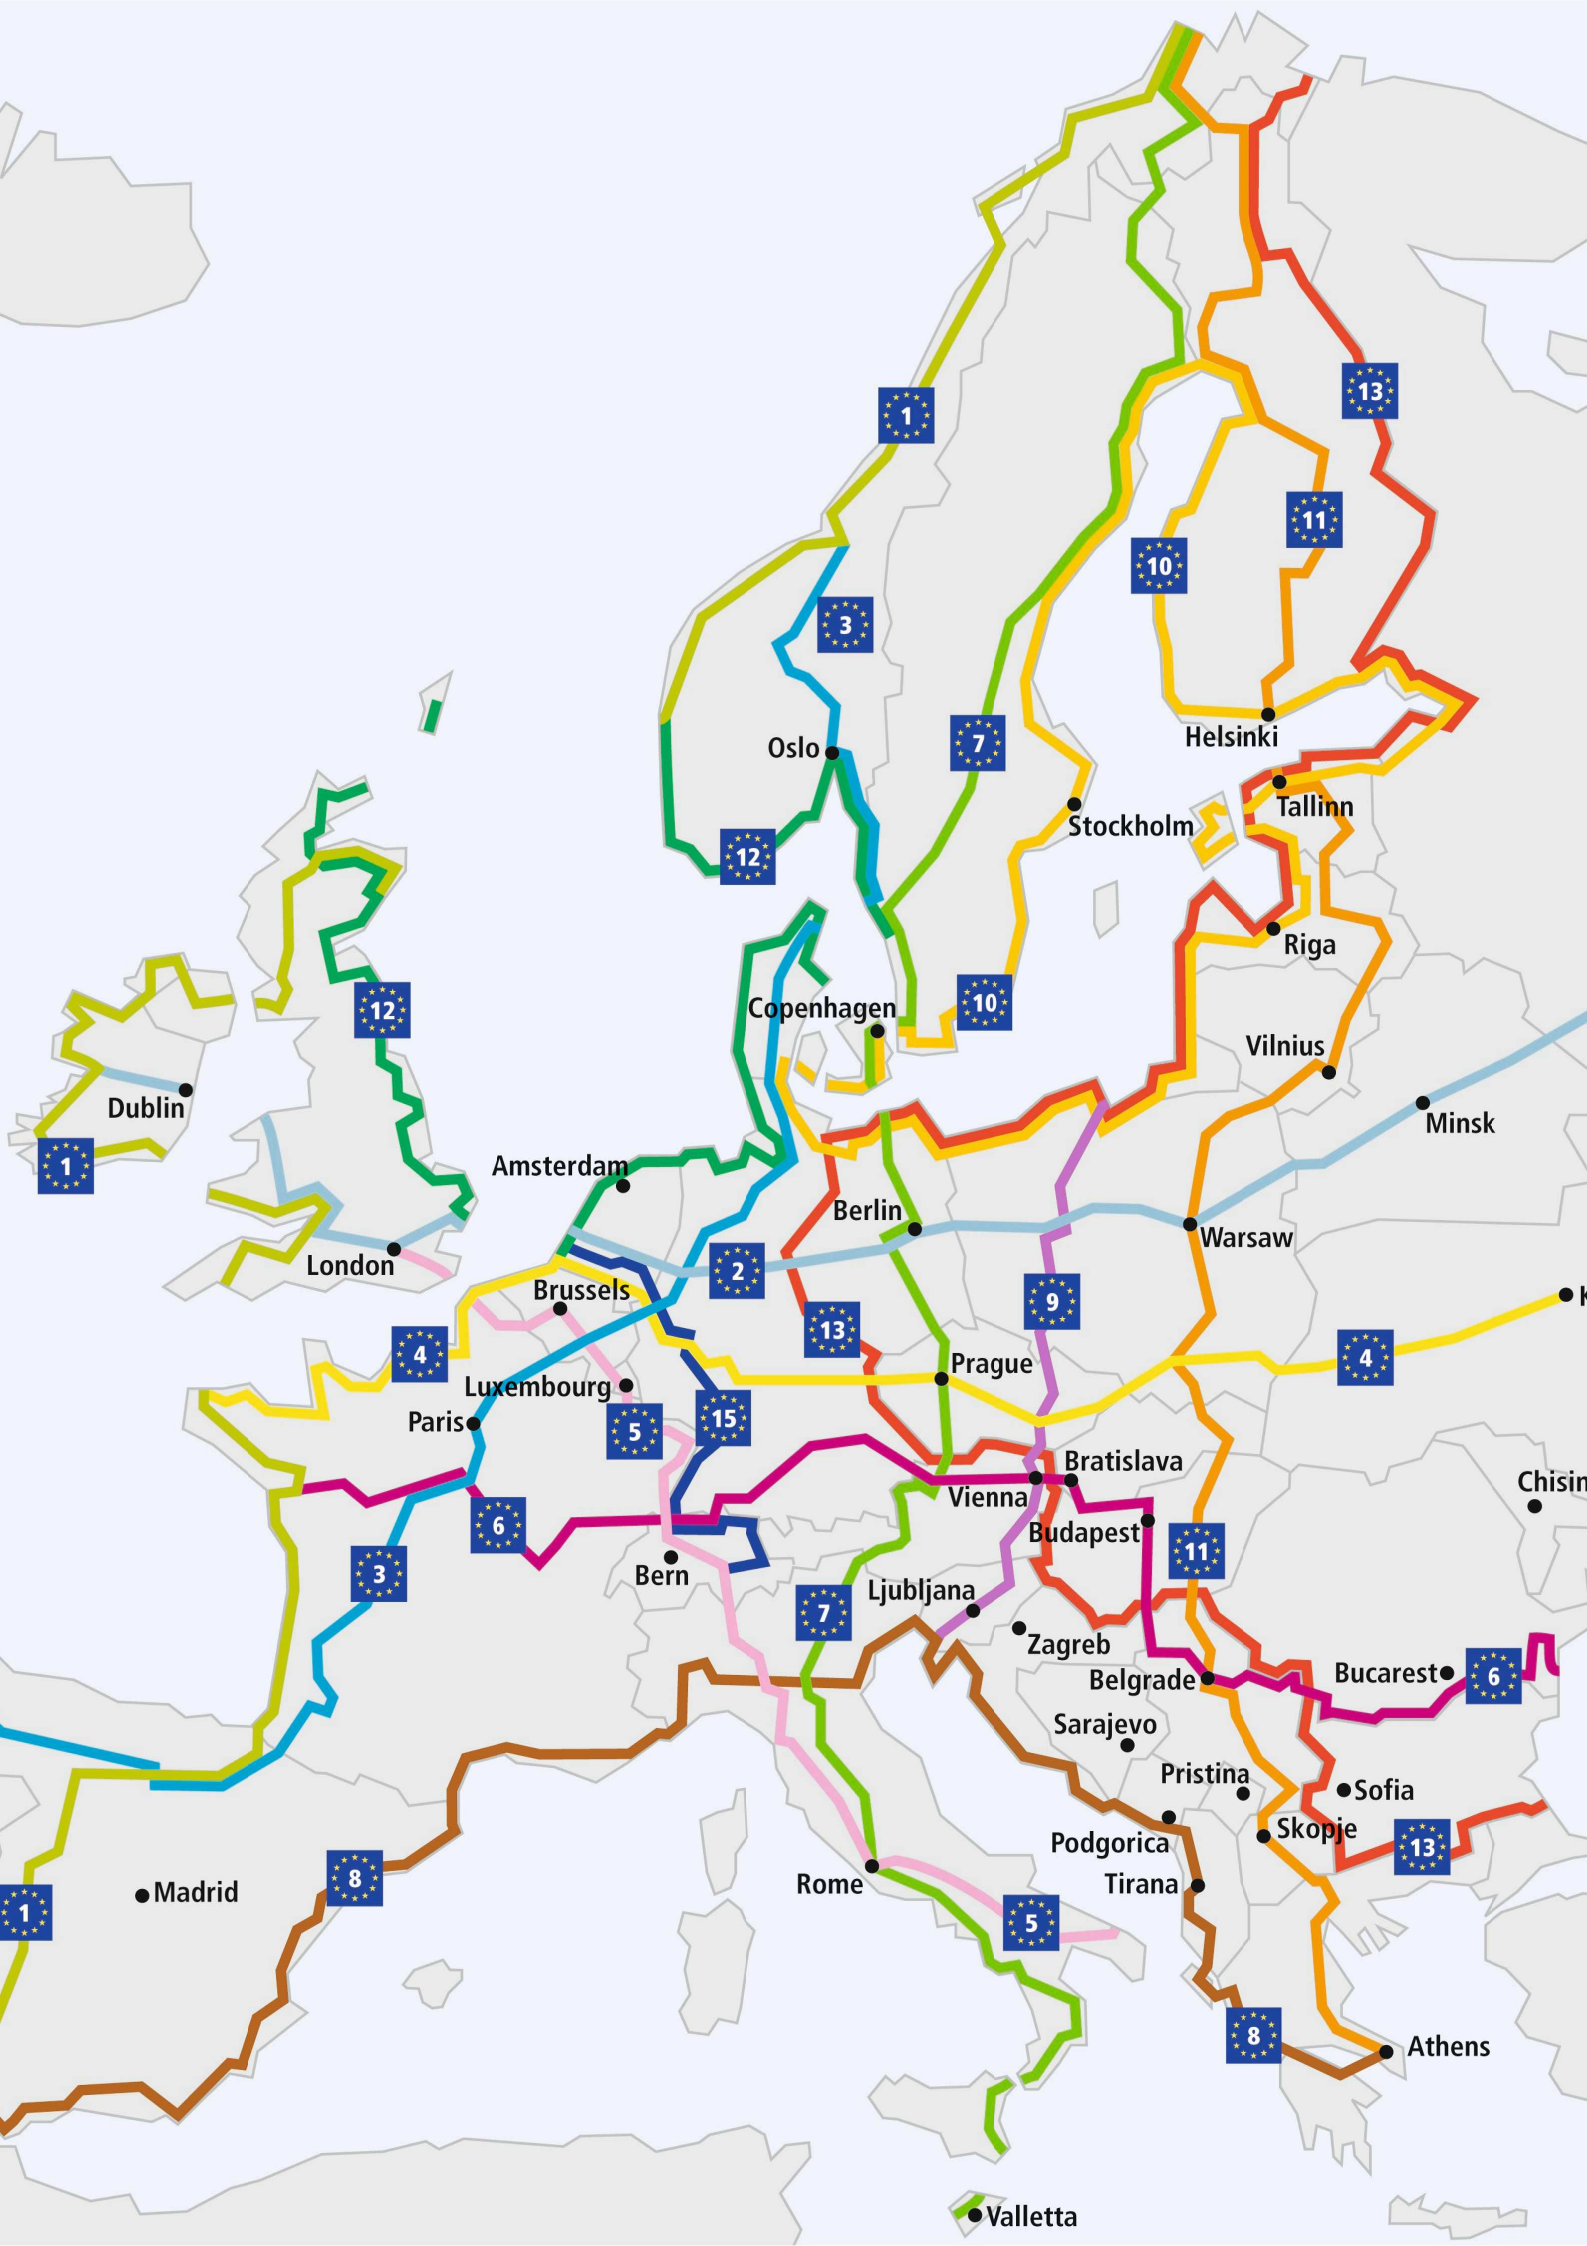 13
1
11
10
3
7
Oslo
Helsinki
Tallinn
Stockholm
12
Riga
10
12
Copenhagen
Vilnius
Dublin
Minsk
1
Amsterdam
Berlin
Warsaw
London
2
Brussels
9
K
13
4
4
Prague
Luxembourg
15
Paris
5
Bratislava
Vienna
Chisin
6
Budapest
11
Bern
3
Ljubljana
7
Zagreb
Belgrade
Bucarest
6
Sarajevo
Pristina
Sofia
Skopje
Podgorica
13
Rome
Tirana
8
Madrid
1
5
8
Athens
Valletta